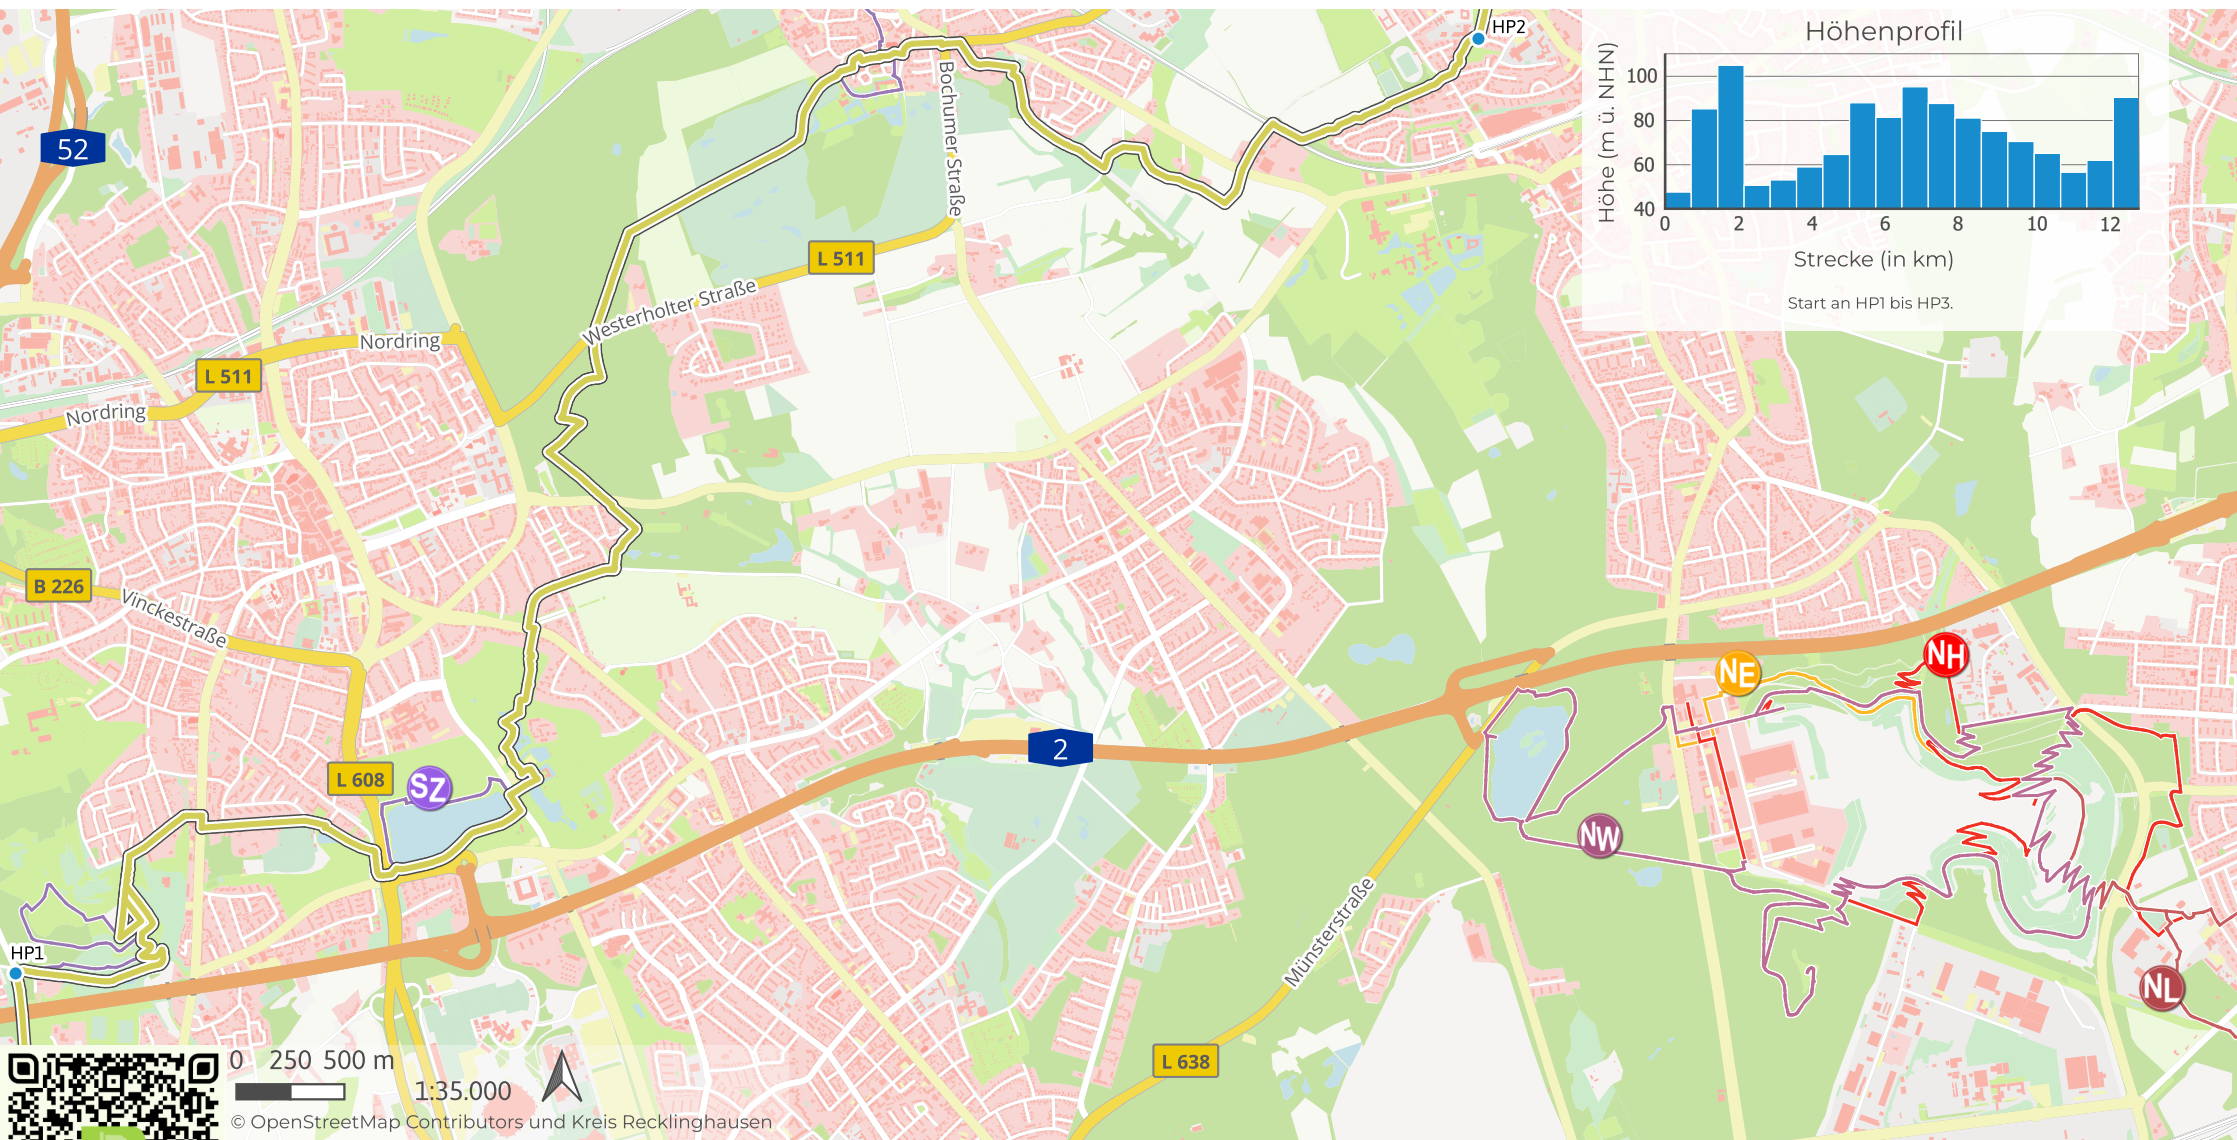 HP2
Höhenprofil
Höhe (m ü. NHN)
100
80
60
40
0 2 4 6 8 10 12
Strecke (in km)
Start an HP1 bis HP3.
52
Bochumer Straße
L 511
Westerholter Straße
Nordring
L 511
Nordring
B 226
Vinckestraße
NH
NE
2
L 608
SZ
NW
Münsterstraße
HP1
NL
L 638
0 250 500 m
1:35.000
© OpenStreetMap Contributors und Kreis Recklinghausen